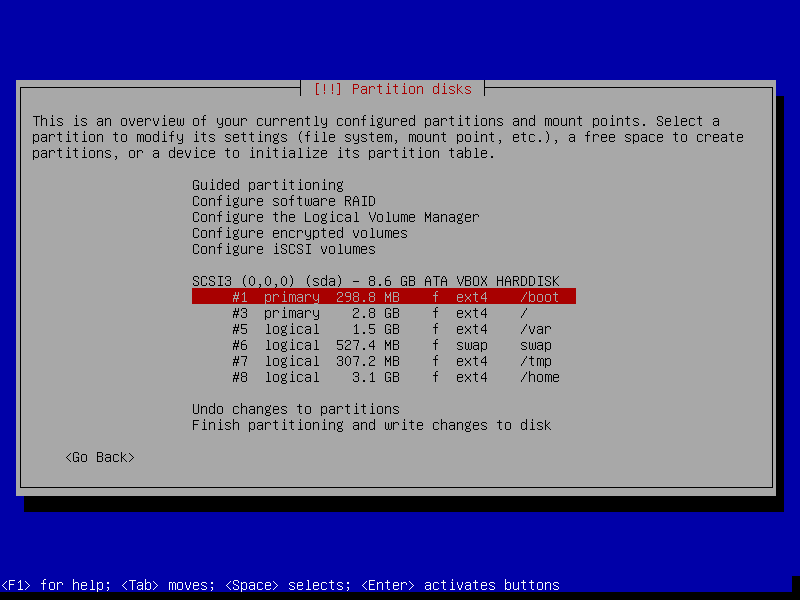 [!!] Partition disks
This is an overview of your currently configured partitions and mount points. Select a
partition to modify its settings (file system, mount point, etc.), a free space to create
partitions, or a device to initialize its partition table.
Guided partitioning
Configure software RAID
Configure the Logical Volume Manager
Configure encrypted volumes
Configure iSCSI volumes
SCSI3 (0,0,0) (sda) - 8.6 GB ATA VBOX HARDDISK
#1 primary 298.8 MB f ext4 /boot
#3 primary 2.8 GB f ext4 /
#5 logical 1.5 GB f ext4 /var
#6 logical 527.4 MB f swap swap
#7 logical 307.2 MB f ext4 /tmp
#8 logical 3.1 GB f ext4 /home
Undo changes to partitions
Finish partitioning and write changes to disk
<Go Back>
<F1> for help; <Tab> moves; <Space> selects; <Enter> activates buttons